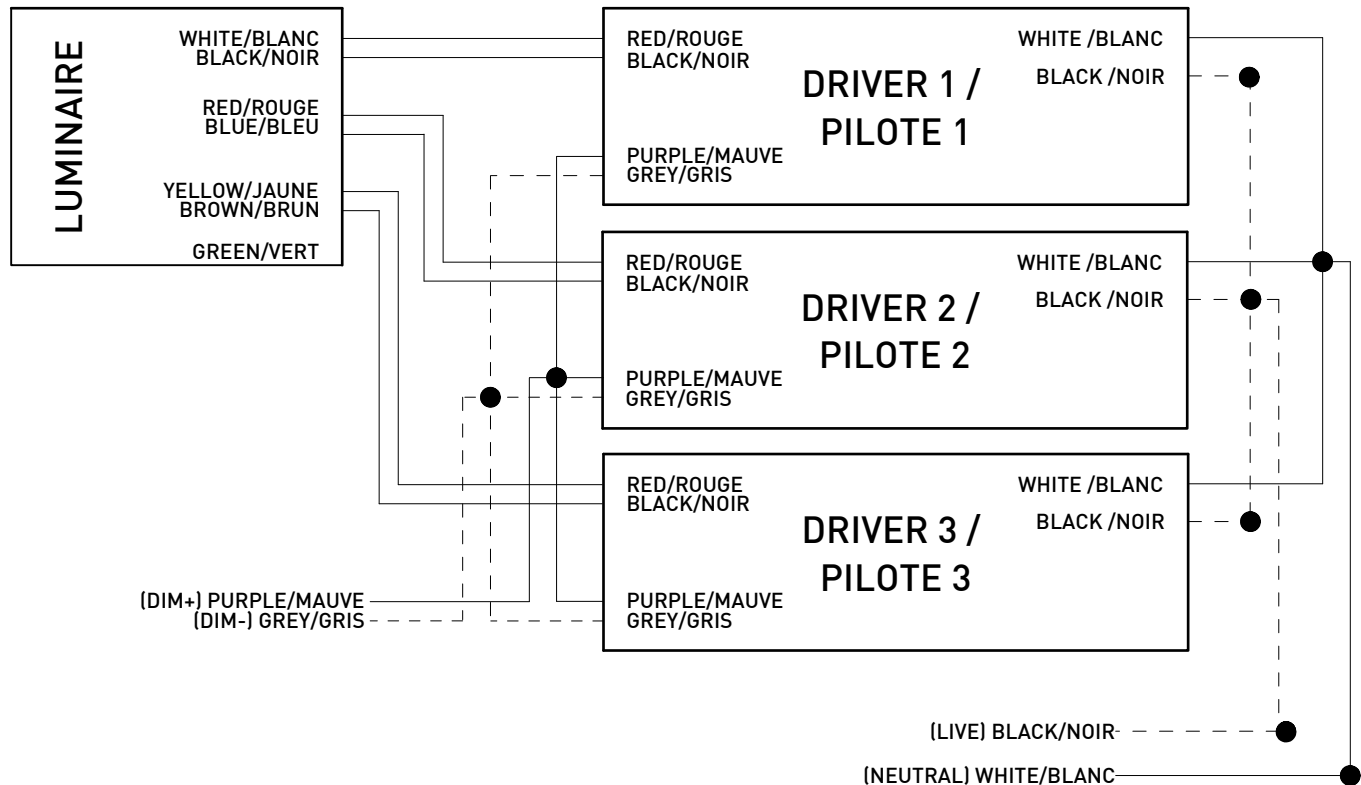 LUMINAIRE
WHITE/BLANC
BLACK/NOIR
RED/ROUGE
BLUE/BLEU
YELLOW/JAUNE
BROWN/BRUN
GREEN/VERT
RED/ROUGE
BLACK/NOIR
PURPLE/MAUVE
GREY/GRIS
DRIVER 1 /
PILOTE 1
WHITE /BLANC
BLACK /NOIR
RED/ROUGE
BLACK/NOIR
PURPLE/MAUVE
GREY/GRIS
DRIVER 2 /
PILOTE 2
WHITE /BLANC
BLACK /NOIR
RED/ROUGE
BLACK/NOIR
PURPLE/MAUVE
GREY/GRIS
DRIVER 3 /
PILOTE 3
WHITE /BLANC
BLACK /NOIR
(DIM+) PURPLE/MAUVE
(DIM-) GREY/GRIS
(LIVE) BLACK/NOIR
(NEUTRAL) WHITE/BLANC